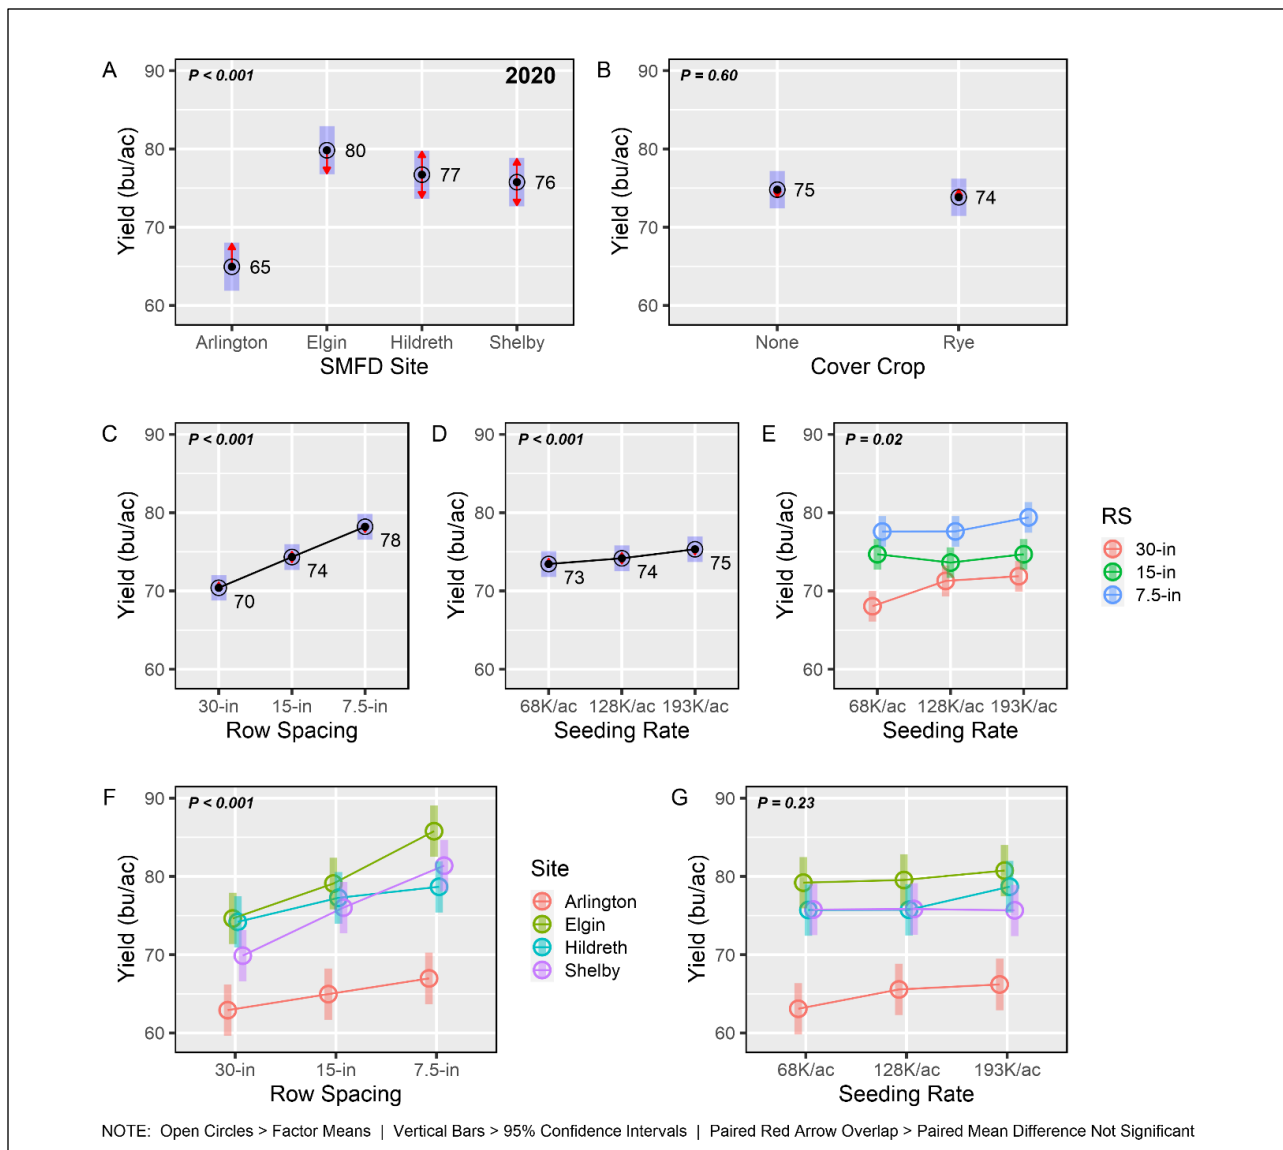 A
P < 0.001
2020
90
80
70
60
Yield (bu/ac)
80
77
76
65
Arlington
Elgin
Hildreth
Shelby
SMFD Site
B
P = 0.60
90
80
70
60
Yield (bu/ac)
75
74
None
Rye
Cover Crop
C
P < 0.001
90
80
70
60
Yield (bu/ac)
70
74
78
30-in
15-in
7.5-in
Row Spacing
D
P < 0.001
90
80
70
60
Yield (bu/ac)
73
74
75
68K/ac
128K/ac
193K/ac
Seeding Rate
E
P = 0.02
90
80
70
60
Yield (bu/ac)
68K/ac
128K/ac
193K/ac
Seeding Rate
RS
30-in
15-in
7.5-in
F
P < 0.001
90
80
70
60
Yield (bu/ac)
30-in
15-in
7.5-in
Row Spacing
Site
Arlington
Elgin
Hildreth
Shelby
G
P = 0.23
90
80
70
60
Yield (bu/ac)
68K/ac
128K/ac
193K/ac
Seeding Rate
NOTE: Open Circles > Factor Means | Vertical Bars > 95% Confidence Intervals | Paired Red Arrow Overlap > Paired Mean Difference Not Significant